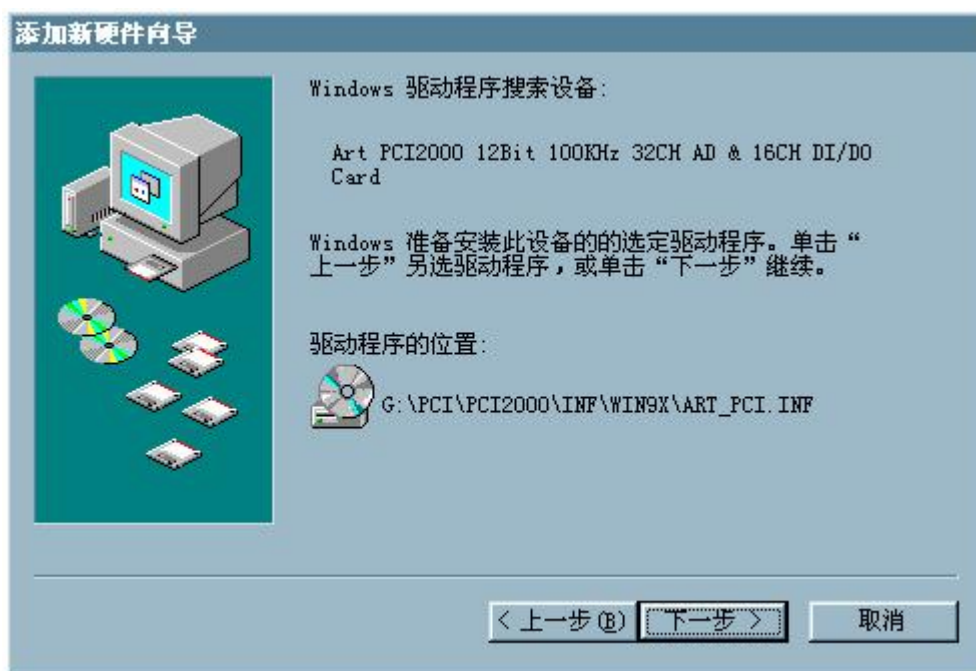 添加新硬件向导
Windows 驱动程序搜索设备:
Art PCI2000 12Bit 100KHz 32CH AD & 16CH DI/DO
Card
Windows 准备安装此设备的的选定驱动程序。单击“
上一步”另选驱动程序，或单击“下一步”继续。
驱动程序的位置:
G:\PCI\PCI2000\INF\WIN9X\ART_PCI.INF
< 上一步(B) 下一步 > 取消